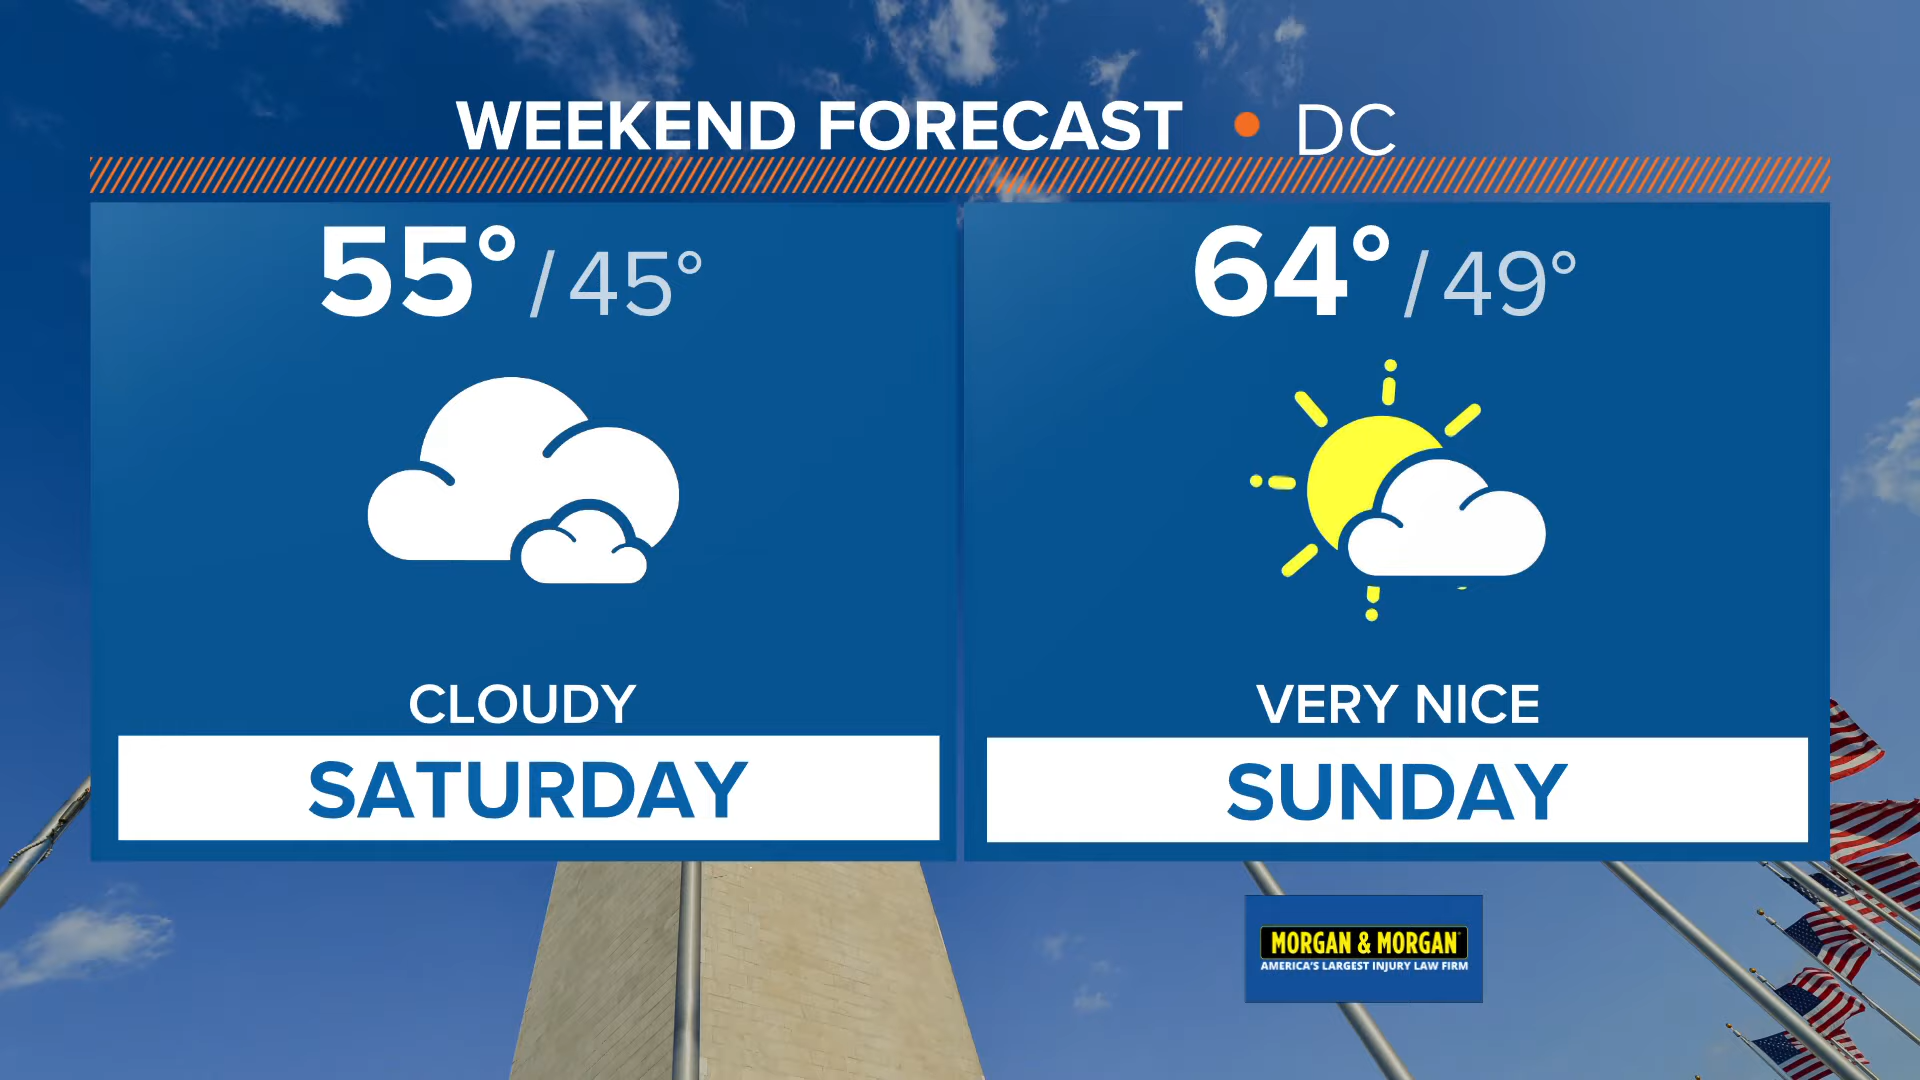 WEEKEND FORECAST • DC
55° / 45°
CLOUDY
SATURDAY
64° / 49°
VERY NICE
SUNDAY
MORGAN & MORGAN
AMERICA'S LARGEST INJURY LAW FIRM